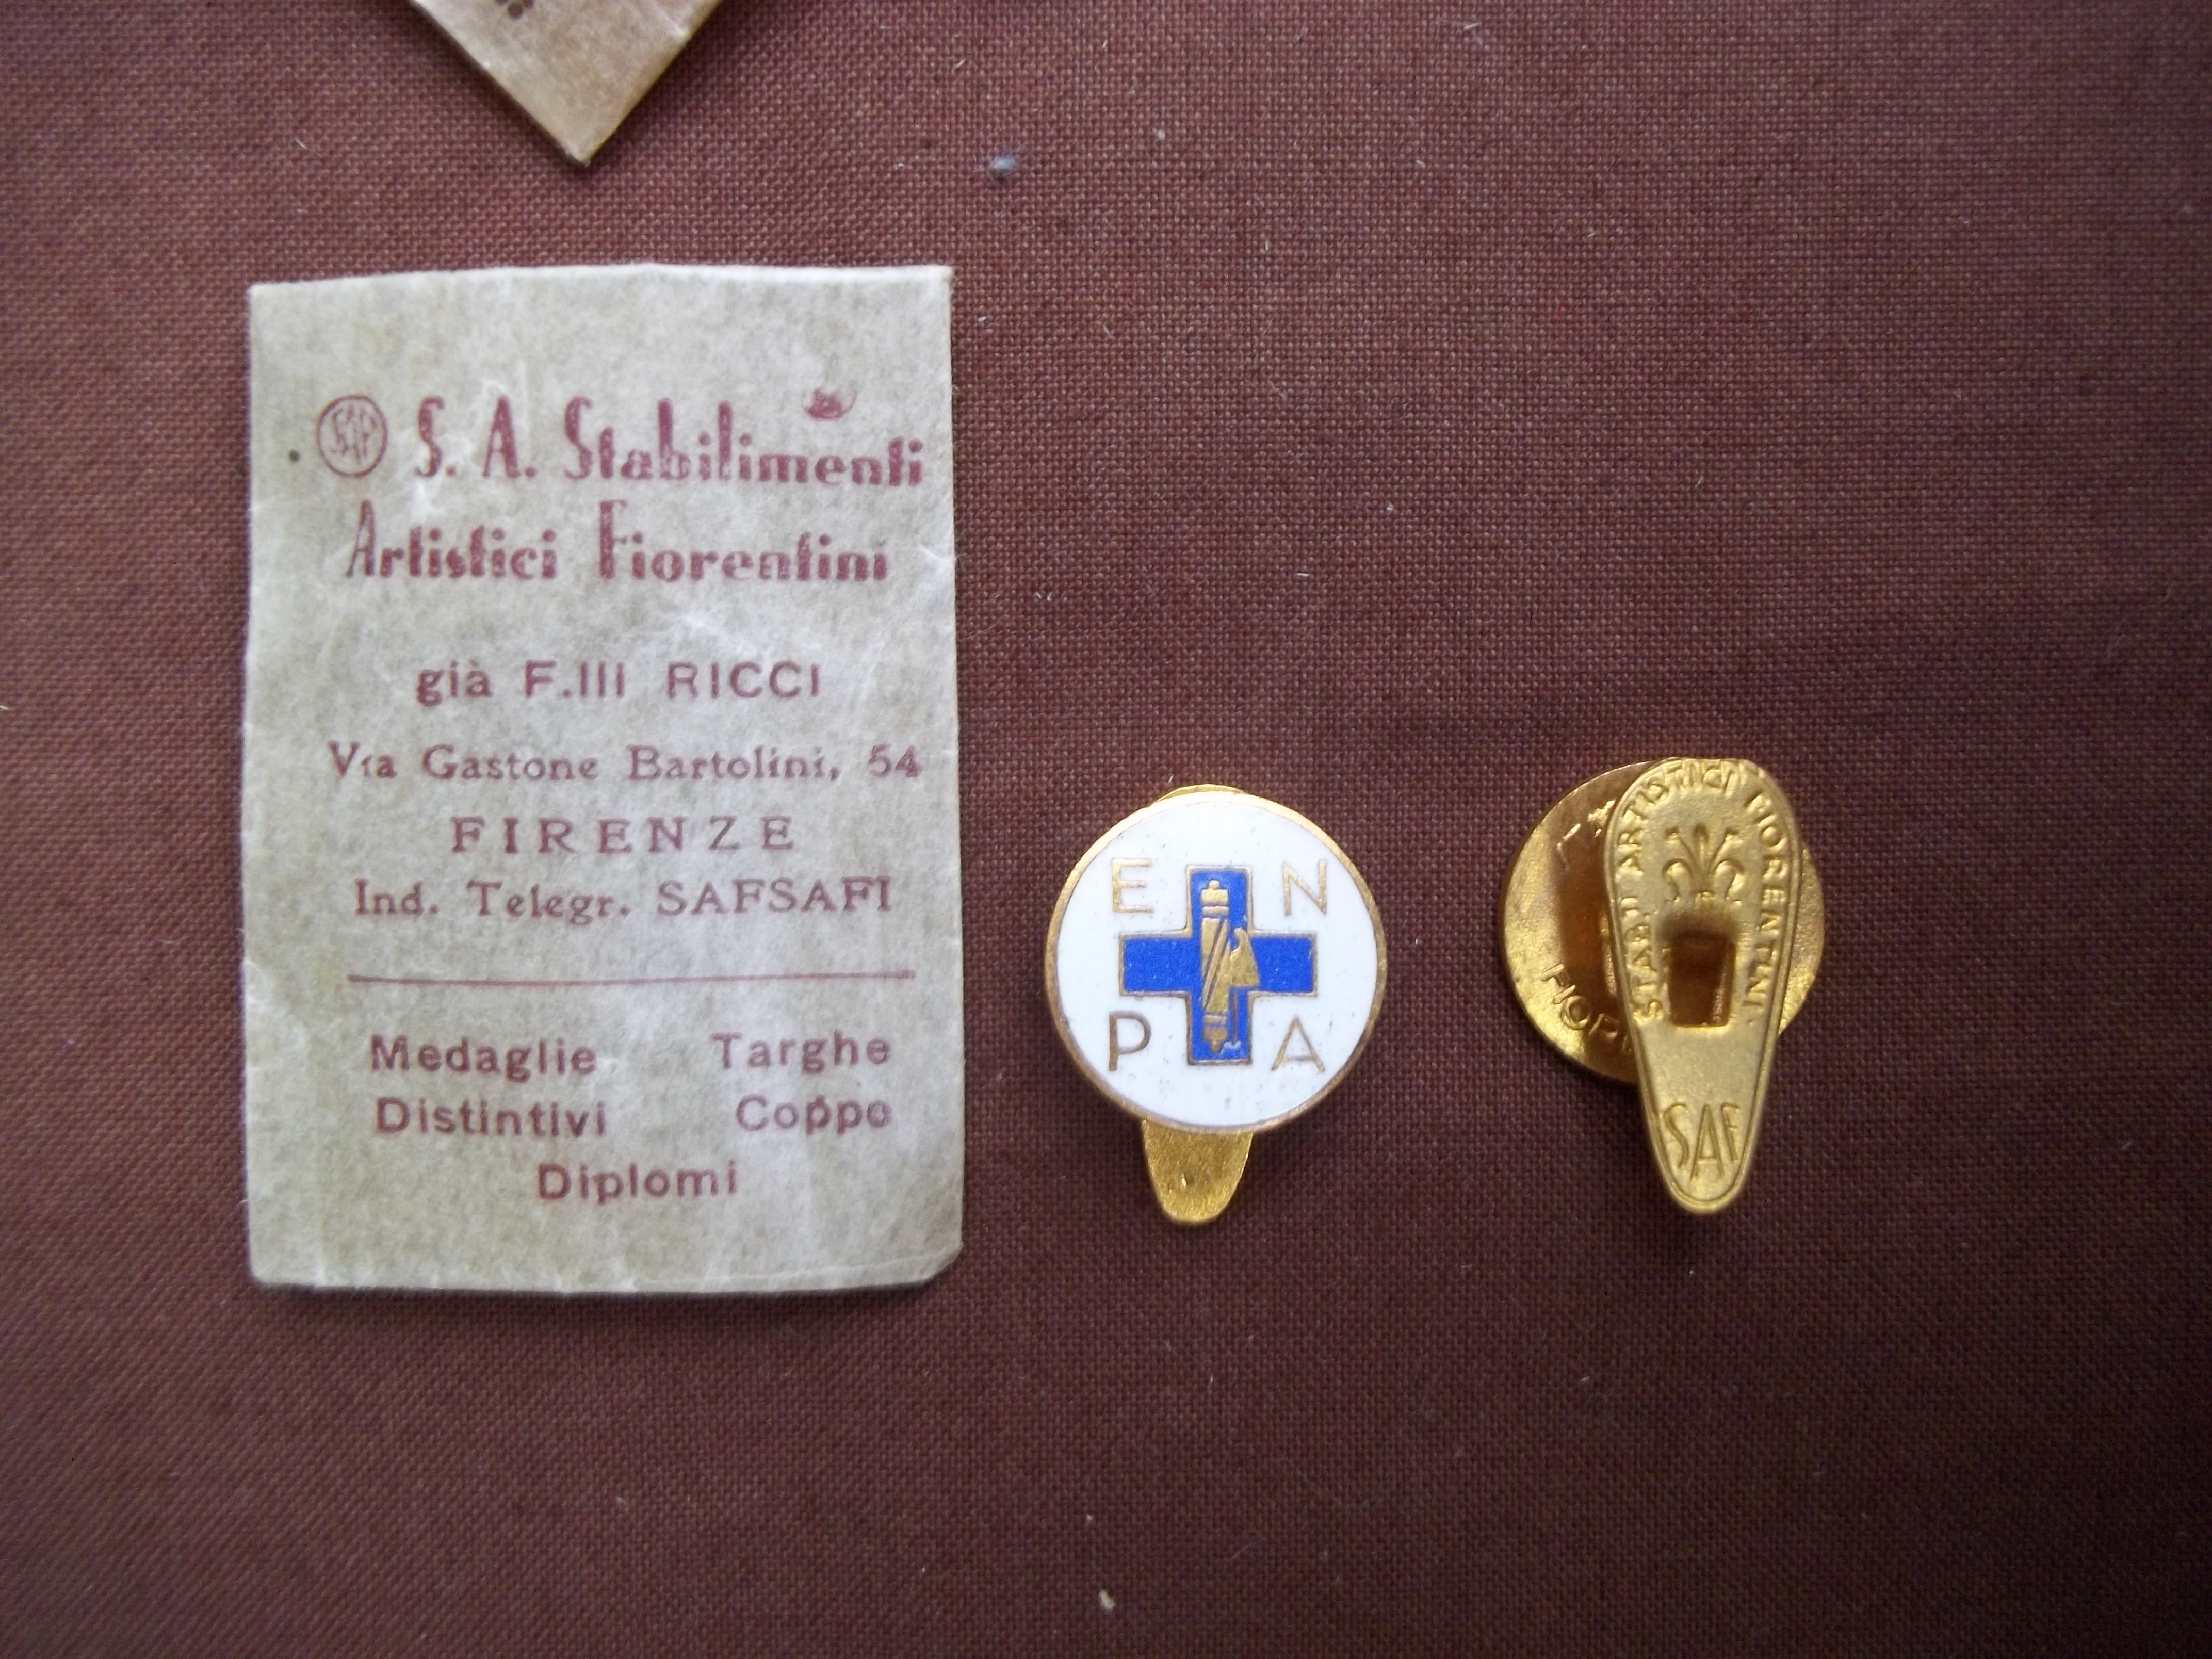 SAF S. A. Stabilimenti
Artistici Fiorentini
già F.lli RICCI
Via Gastone Bartolini, 54
FIRENZE
Ind. Telegr. SAFSAFI
Medaglie Targhe
Distintivi Coppe
Diplomi
E N
P A
STAB'I ARTISTICI FIORENTINI
SAF